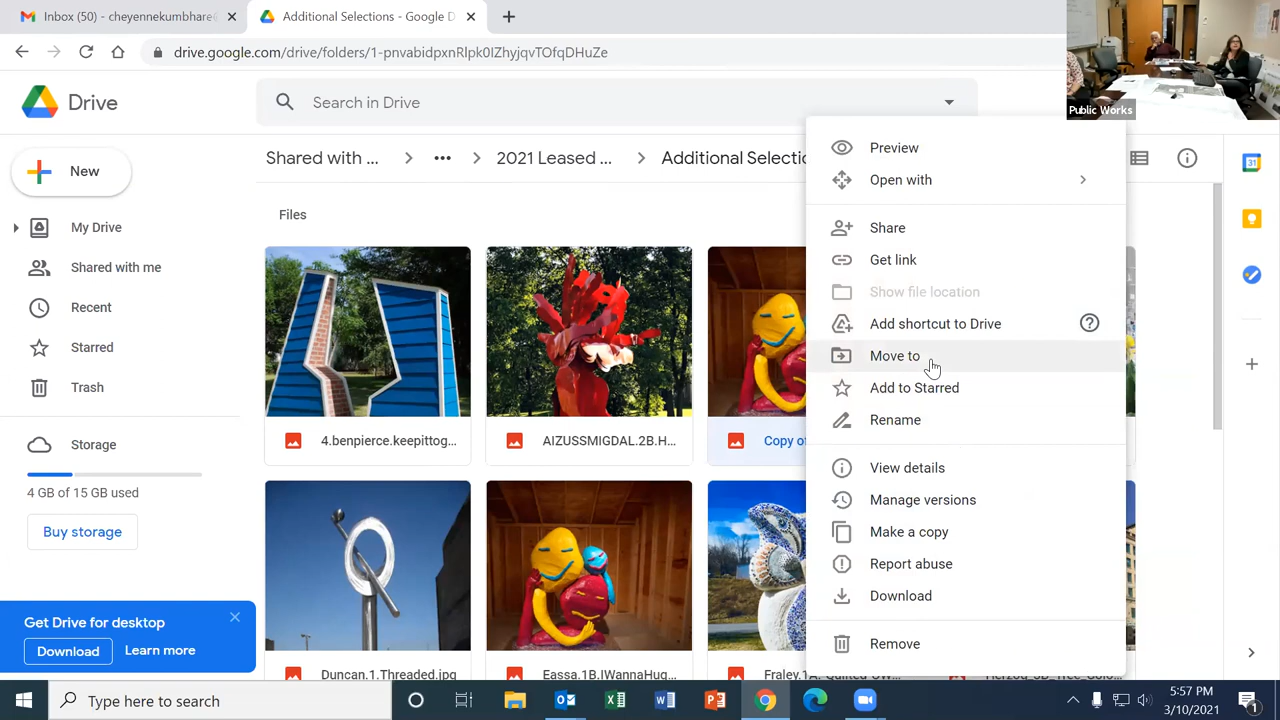 Inbox (50) - cheyennekumbhare
Additional Selections - Google D
drive.google.com/drive/folders/
Public Works
Drive
Search in Drive
New
Shared with ...
2021 Leased ...
Additional Selectio
My Drive
Shared with me
Recent
Starred
Trash
Storage
4 GB of 15 GB used
Buy storage
Get Drive for desktop
Download
Learn more
Files
4.benpierce.keepittog...
AIZUSSMIGDAL.2B.H...
Copy of
Duncan.1.Threaded.jpg
Eassa.1B.IWannaHug...
Preview
Open with
Share
Get link
Show file location
Add shortcut to Drive
Move to
Add to Starred
Rename
View details
Manage versions
Make a copy
Report abuse
Download
Remove
31
Type here to search
5:57 PM
3/10/2021
1